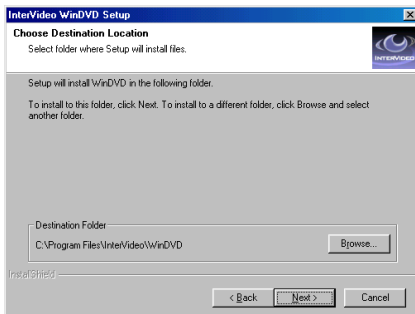 InterVideo WinDVD Setup
Choose Destination Location
Select folder where Setup will install files.
INTERVIDEO
Setup will install WinDVD in the following folder.
To install to this folder, click Next. To install to a different folder, click Browse and select
another folder.
Destination Folder
C:\Program Files\InterVideo\WinDVD
Browse...
InstallShield
< Back
Next >
Cancel